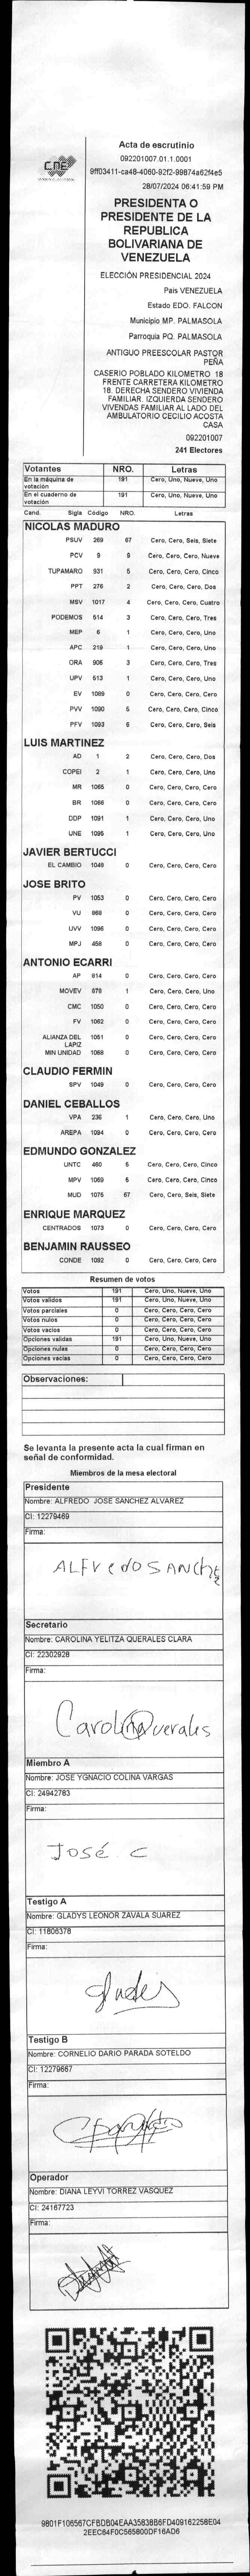 CNE
Acta de escrutinio
092201007.01.1.0001
9ff03411-ca48-4060-92f2-99874a62f4e5
28/07/2024 06:41:59 PM
PRESIDENTA O
PRESIDENTE DE LA
REPUBLICA
BOLIVARIANA DE
VENEZUELA
ELECCIÓN PRESIDENCIAL 2024
Pais VENEZUELA
Estado EDO. FALCON
Municipio MP. PALMASOLA
Parroquia PQ. PALMASOLA
ANTIGUO PREESCOLAR PASTOR
PEÑA
CASERIO POBLADO KILOMETRO 18
FRENTE CARRETERA KILOMETRO
18. DERECHA SENDERO VIVIENDA
FAMILIAR. IZQUIERDA SENDERO
VIVENDAS FAMILIAR AL LADO DEL
AMBULATORIO CECILIO ACOSTA
CASA
092201007
241 Electores
Votantes NRO. Letras
En la máquina de votación 191 Cero, Uno, Nueve, Uno
En el cuaderno de votación 191 Cero, Uno, Nueve, Uno
Cand. Sigla Código NRO. Letras
NICOLAS MADURO
PSUV 269 67 Cero, Cero, Seis, Siete
PCV 9 9 Cero, Cero, Cero, Nueve
TUPAMARO 931 5 Cero, Cero, Cero, Cinco
PPT 276 2 Cero, Cero, Cero, Dos
MSV 1017 4 Cero, Cero, Cero, Cuatro
PODEMOS 514 3 Cero, Cero, Cero, Tres
MEP 6 1 Cero, Cero, Cero, Uno
APC 219 1 Cero, Cero, Cero, Uno
ORA 906 3 Cero, Cero, Cero, Tres
UPV 513 1 Cero, Cero, Cero, Uno
EV 1089 0 Cero, Cero, Cero, Cero
PVV 1090 5 Cero, Cero, Cero, Cinco
PFV 1093 6 Cero, Cero, Cero, Seis
LUIS MARTINEZ
AD 1 2 Cero, Cero, Cero, Dos
COPEI 2 1 Cero, Cero, Cero, Uno
MR 1065 0 Cero, Cero, Cero, Cero
BR 1066 0 Cero, Cero, Cero, Cero
DDP 1091 1 Cero, Cero, Cero, Uno
UNE 1095 1 Cero, Cero, Cero, Uno
JAVIER BERTUCCI
EL CAMBIO 1048 0 Cero, Cero, Cero, Cero
JOSE BRITO
PV 1053 0 Cero, Cero, Cero, Cero
VU 868 0 Cero, Cero, Cero, Cero
UVV 1096 0 Cero, Cero, Cero, Cero
MPJ 458 0 Cero, Cero, Cero, Cero
ANTONIO ECARRI
AP 814 0 Cero, Cero, Cero, Cero
MOVEV 878 1 Cero, Cero, Cero, Uno
CMC 1050 0 Cero, Cero, Cero, Cero
FV 1062 0 Cero, Cero, Cero, Cero
ALIANZA DEL LAPIZ 1051 0 Cero, Cero, Cero, Cero
MIN UNIDAD 1068 0 Cero, Cero, Cero, Cero
CLAUDIO FERMIN
SPV 1049 0 Cero, Cero, Cero, Cero
DANIEL CEBALLOS
VPA 236 1 Cero, Cero, Cero, Uno
AREPA 1094 0 Cero, Cero, Cero, Cero
EDMUNDO GONZALEZ
UNTC 460 5 Cero, Cero, Cero, Cinco
MPV 1069 5 Cero, Cero, Cero, Cinco
MUD 1075 67 Cero, Cero, Seis, Siete
ENRIQUE MARQUEZ
CENTRADOS 1073 0 Cero, Cero, Cero, Cero
BENJAMIN RAUSSEO
CONDE 1092 0 Cero, Cero, Cero, Cero
Resumen de votos
Votos 191 Cero, Uno, Nueve, Uno
Votos validos 191 Cero, Uno, Nueve, Uno
Votos parciales 0 Cero, Cero, Cero, Cero
Votos nulos 0 Cero, Cero, Cero, Cero
Votos vacios 0 Cero, Cero, Cero, Cero
Opciones validas 191 Cero, Uno, Nueve, Uno
Opciones nulas 0 Cero, Cero, Cero, Cero
Opciones vacias 0 Cero, Cero, Cero, Cero
Observaciones:
Se levanta la presente acta la cual firman en
señal de conformidad.
Miembros de la mesa electoral
Presidente
Nombre: ALFREDO JOSE SANCHEZ ALVAREZ
CI: 12279469
Firma:
ALFredo SANchez
Secretario
Nombre: CAROLINA YELITZA QUERALES CLARA
CI: 22302928
Firma:
Carolina Querales
Miembro A
Nombre: JOSE YGNACIO COLINA VARGAS
CI: 24942783
Firma:
José C
Testigo A
Nombre: GLADYS LEONOR ZAVALA SUAREZ
CI: 11806378
Firma:
Testigo B
Nombre: CORNELIO DARIO PARADA SOTELDO
CI: 12279667
Firma:
Operador
Nombre: DIANA LEYVI TORREZ VASQUEZ
CI: 24167723
Firma:
9801F106567CFBDB04EAA35838B6FD409162258E04
2EEC64F0C565800DF16AD6